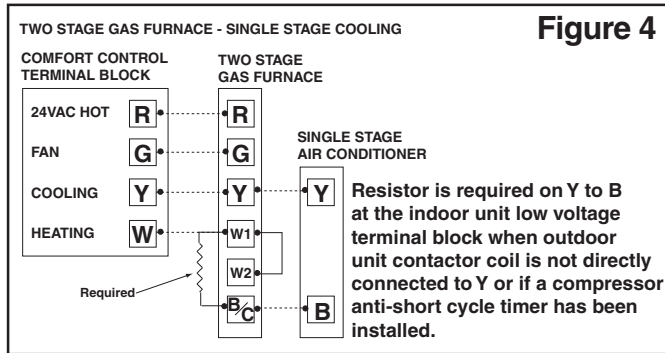 TWO STAGE GAS FURNACE - SINGLE STAGE COOLING
Figure 4
COMFORT CONTROL
TERMINAL BLOCK
TWO STAGE
GAS FURNACE
24VAC HOT R R
FAN G G
SINGLE STAGE
AIR CONDITIONER
COOLING Y Y Y
HEATING W W1
W2
Required
B/C B
Resistor is required on Y to B
at the indoor unit low voltage
terminal block when outdoor
unit contactor coil is not directly
connected to Y or if a compressor
anti-short cycle timer has been
installed.